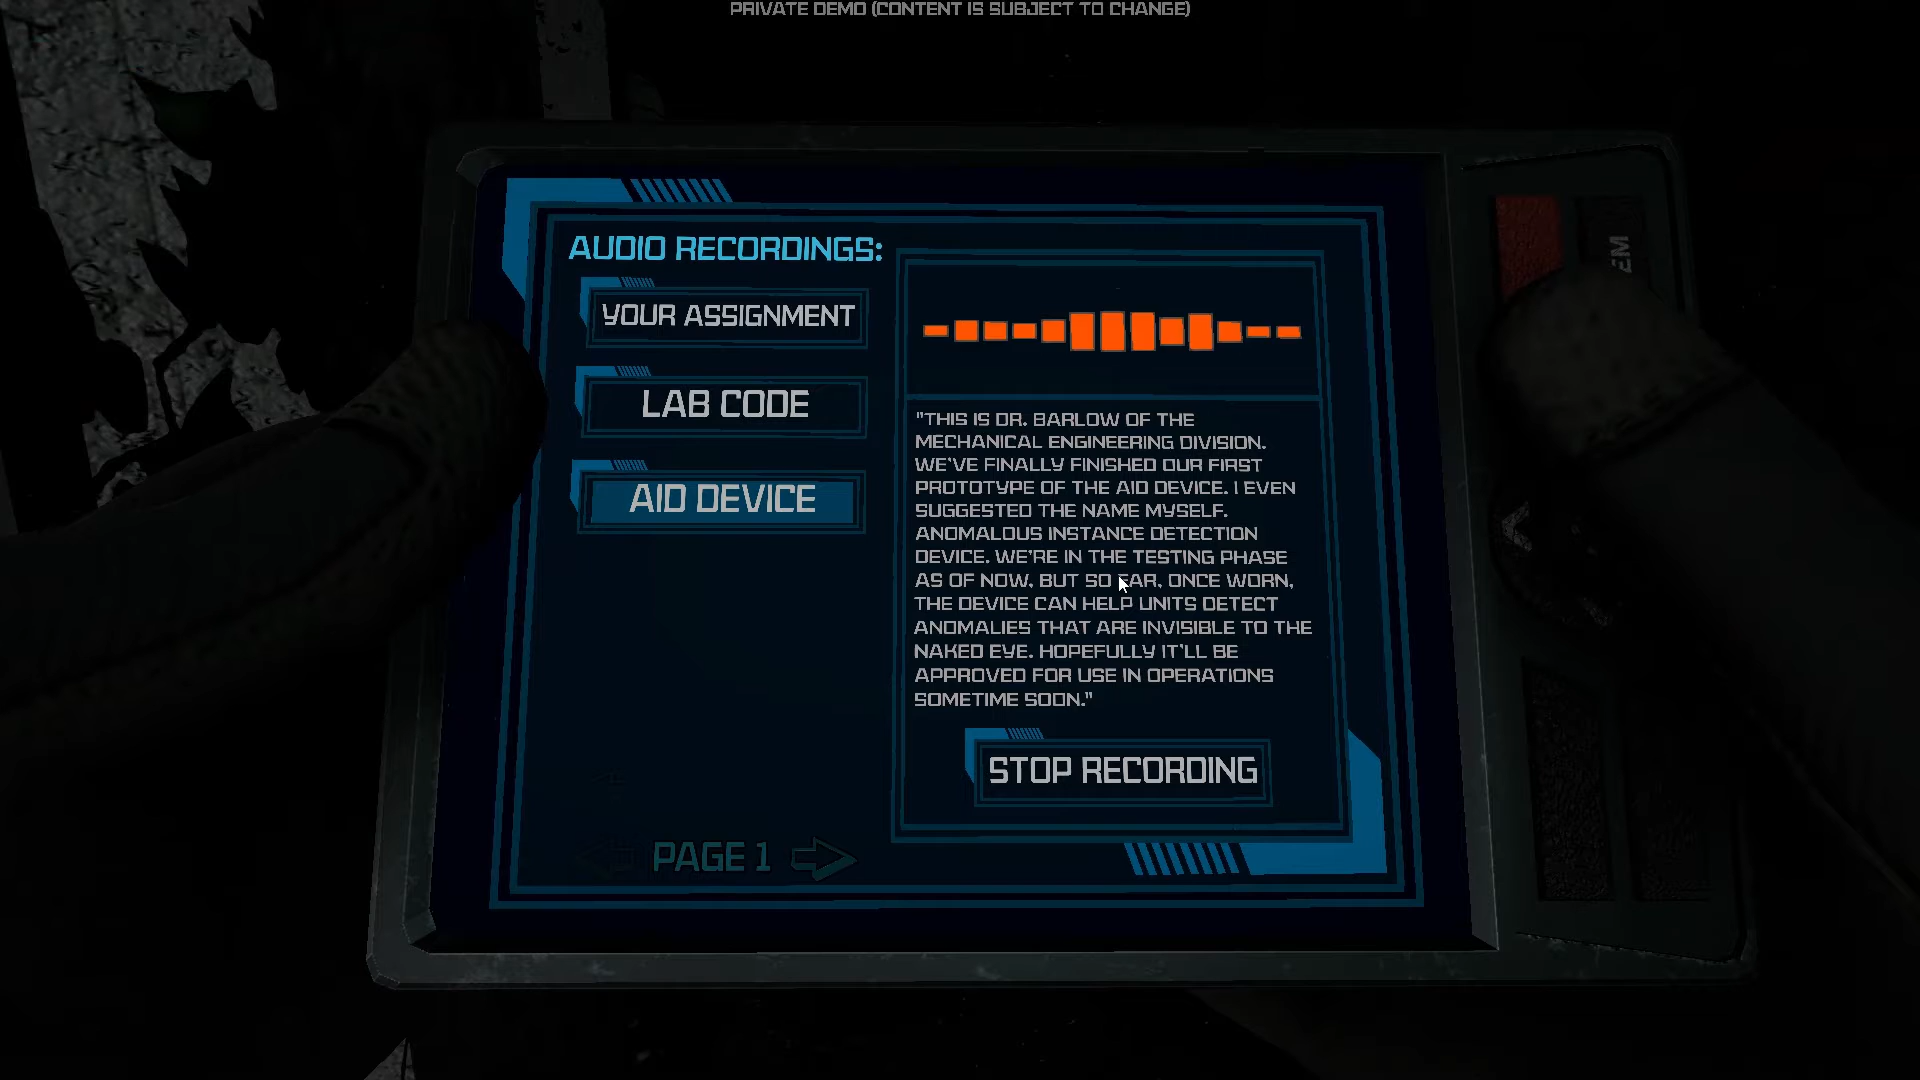 PRIVATE DEMO (CONTENT IS SUBJECT TO CHANGE)
AUDIO RECORDINGS:
YOUR ASSIGNMENT
LAB CODE
AID DEVICE
"THIS IS DR. BARLOW OF THE
MECHANICAL ENGINEERING DIVISION.
WE'VE FINALLY FINISHED OUR FIRST
PROTOTYPE OF THE AID DEVICE. I EVEN
SUGGESTED THE NAME MYSELF.
ANOMALOUS INSTANCE DETECTION
DEVICE. WE'RE IN THE TESTING PHASE
AS OF NOW, BUT SO FAR, ONCE WORN,
THE DEVICE CAN HELP UNITS DETECT
ANOMALIES THAT ARE INVISIBLE TO THE
NAKED EYE. HOPEFULLY IT'LL BE
APPROVED FOR USE IN OPERATIONS
SOMETIME SOON."
STOP RECORDING
PAGE 1